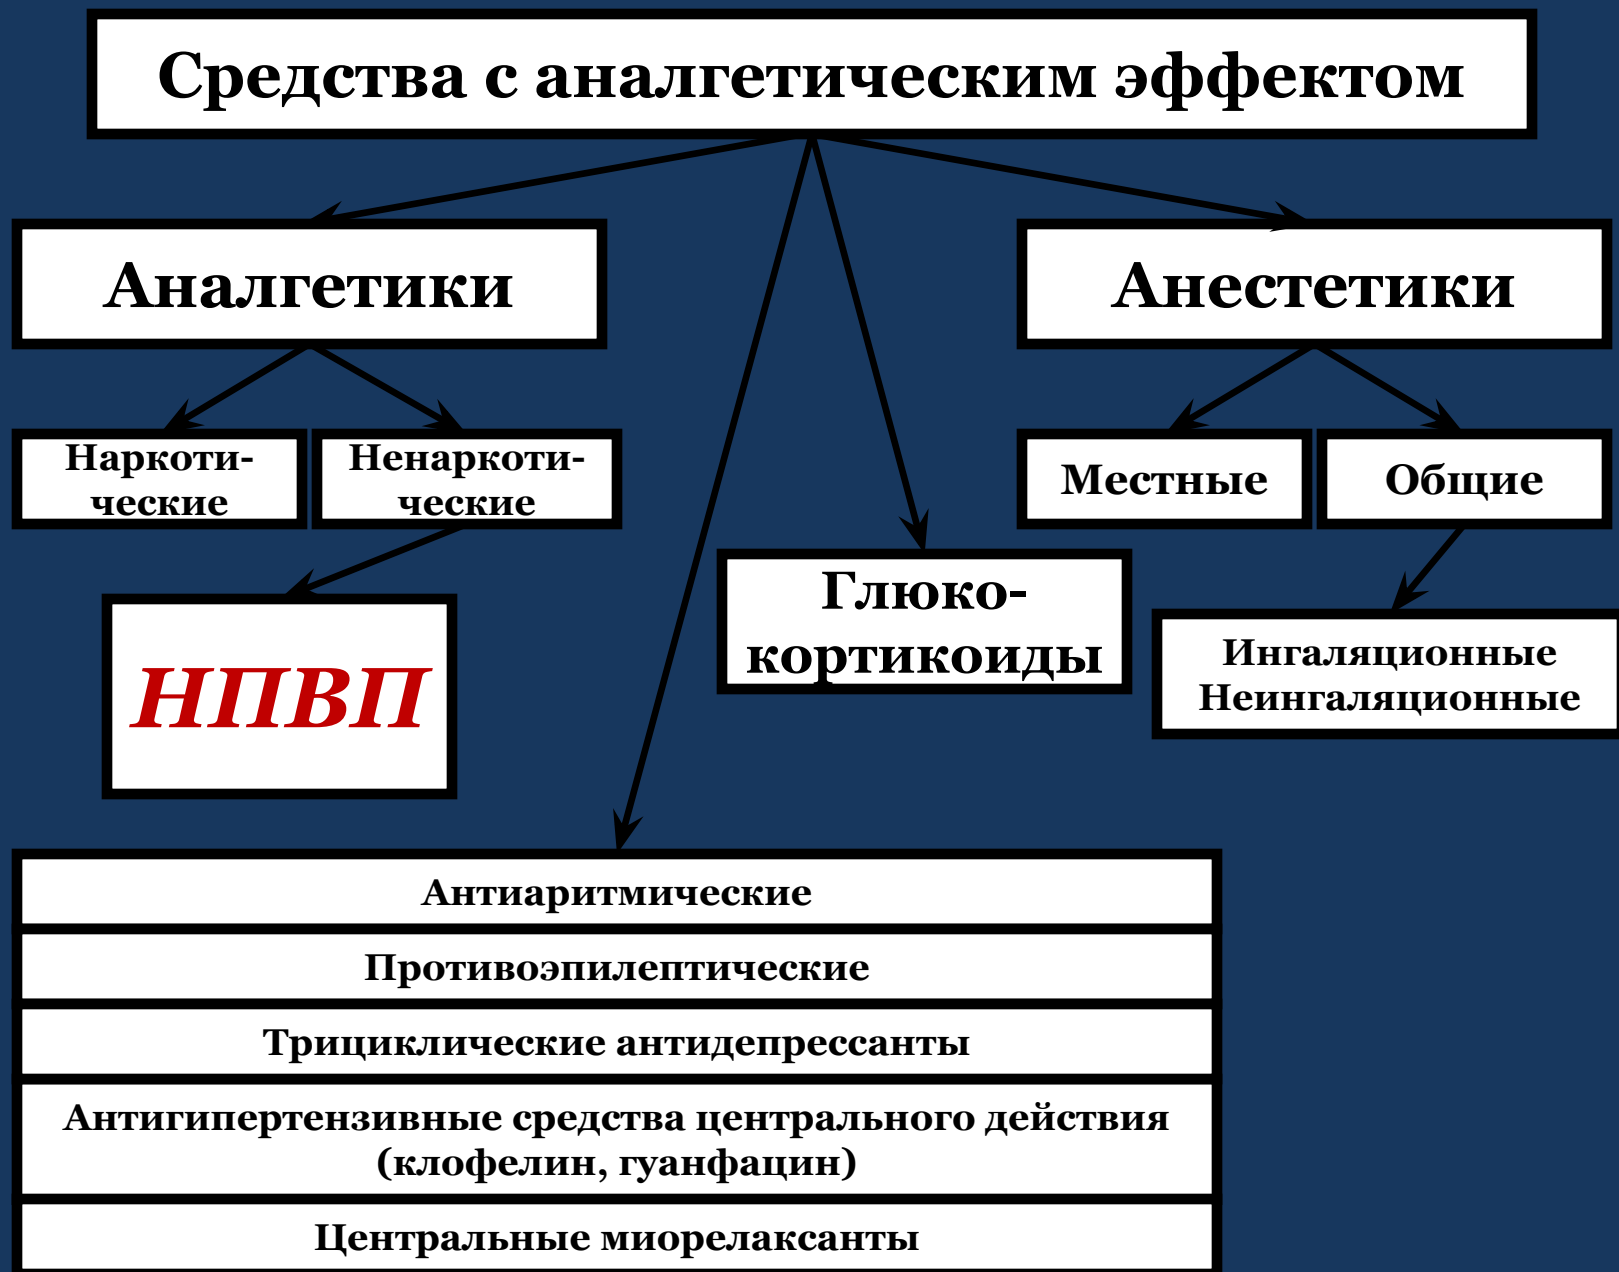 Средства с аналгетическим эффектом
Аналгетики
Анестетики
Наркоти-
ческие
Ненаркоти-
ческие
Местные
Общие
НПВП
Глюко-
кортикоиды
Ингаляционные
Неингаляционные
Антиаритмические
Противоэпилептические
Трициклические антидепрессанты
Антигипертензивные средства центрального действия
(клофелин, гуанфацин)
Центральные миорелаксанты